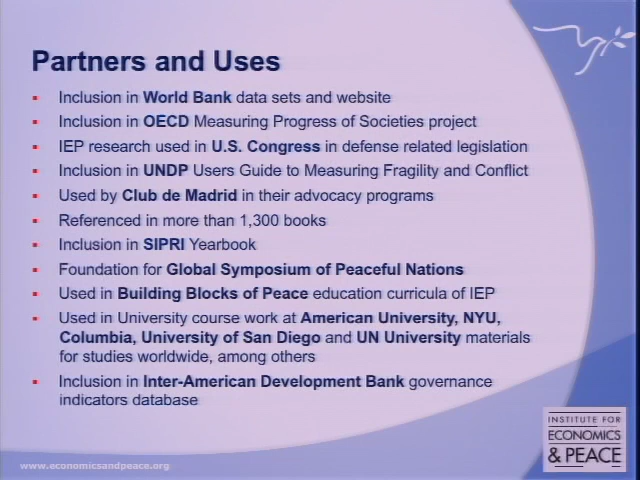 Partners and Uses
Inclusion in World Bank data sets and website
Inclusion in OECD Measuring Progress of Societies project
IEP research used in U.S. Congress in defense related legislation
Inclusion in UNDP Users Guide to Measuring Fragility and Conflict
Used by Club de Madrid in their advocacy programs
Referenced in more than 1,300 books
Inclusion in SIPRI Yearbook
Foundation for Global Symposium of Peaceful Nations
Used in Building Blocks of Peace education curricula of IEP
Used in University course work at American University, NYU,
Columbia, University of San Diego and UN University materials
for studies worldwide, among others
Inclusion in Inter-American Development Bank governance
indicators database
www.economicsandpeace.org
INSTITUTE FOR
ECONOMICS
& PEACE